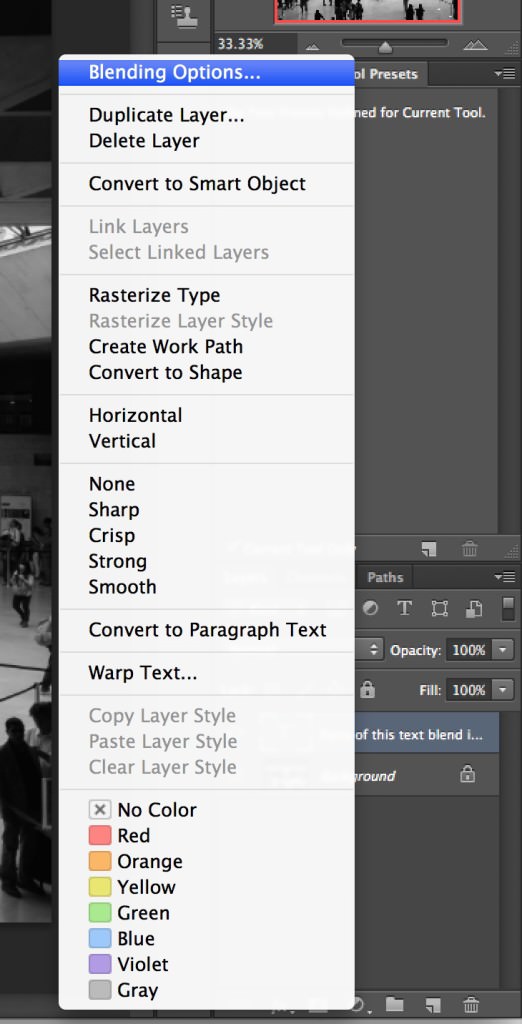 33.33%
Blending Options...
ol Presets
Duplicate Layer...
ned for Current Tool.
Delete Layer
Convert to Smart Object
Link Layers
Select Linked Layers
Rasterize Type
Rasterize Layer Style
Create Work Path
Convert to Shape
Horizontal
Vertical
None
Sharp
Crisp
Strong
Smooth
Paths
Convert to Paragraph Text
Opacity: 100%
Warp Text...
Fill: 100%
Copy Layer Style
of this text blend i...
Paste Layer Style
Clear Layer Style
ground
No Color
Red
Orange
Yellow
Green
Blue
Violet
Gray